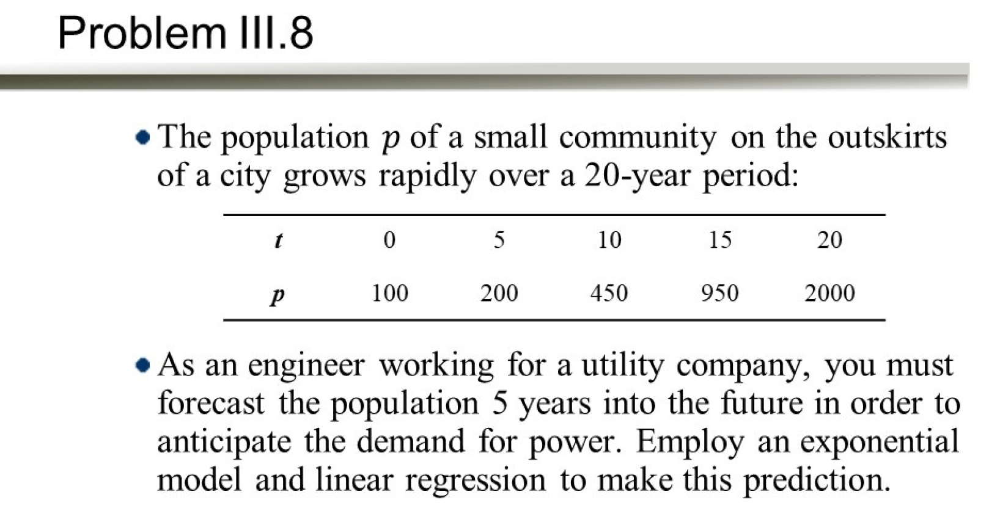 Problem III.8
• The population p of a small community on the outskirts
of a city grows rapidly over a 20-year period:
t 0 5 10 15 20
p 100 200 450 950 2000
• As an engineer working for a utility company, you must
forecast the population 5 years into the future in order to
anticipate the demand for power. Employ an exponential
model and linear regression to make this prediction.